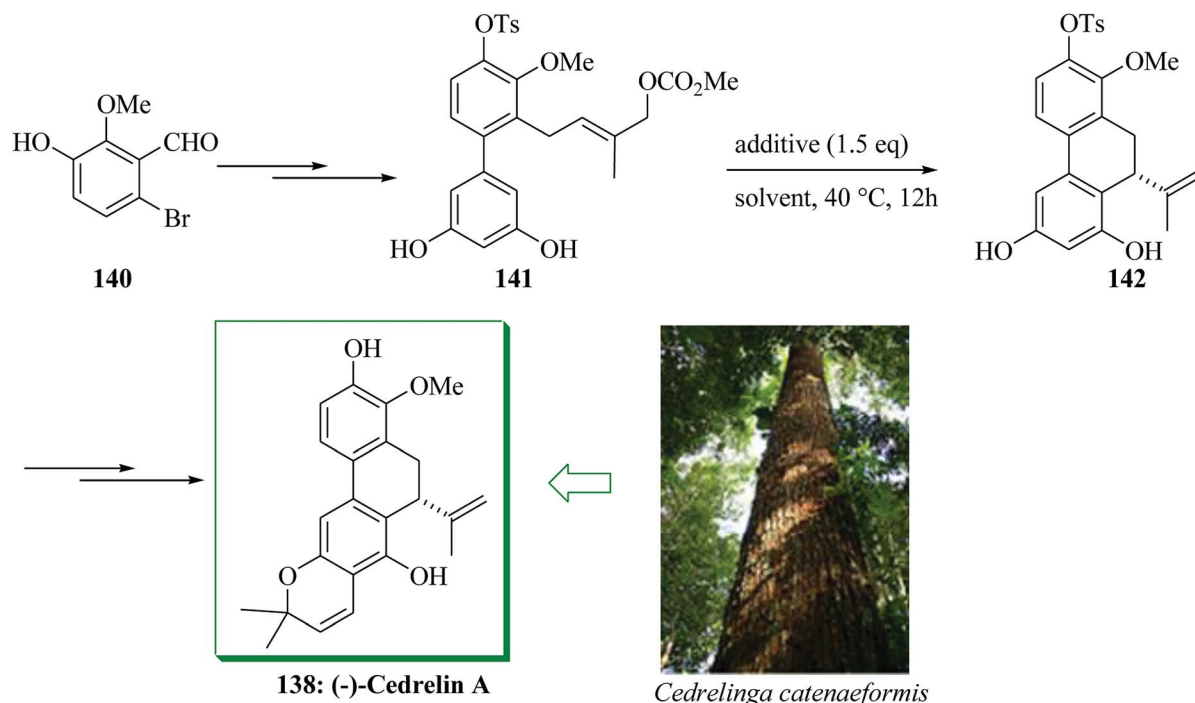 OMe
HO
CHO
Br
140
OTs
OMe
OCO₂Me
HO
OH
141
additive (1.5 eq)
solvent, 40 °C, 12h
OTs
OMe
HO
OH
142
OH
OMe
O
OH
138: (-)-Cedrelin A
Cedrelinga catenaeformis